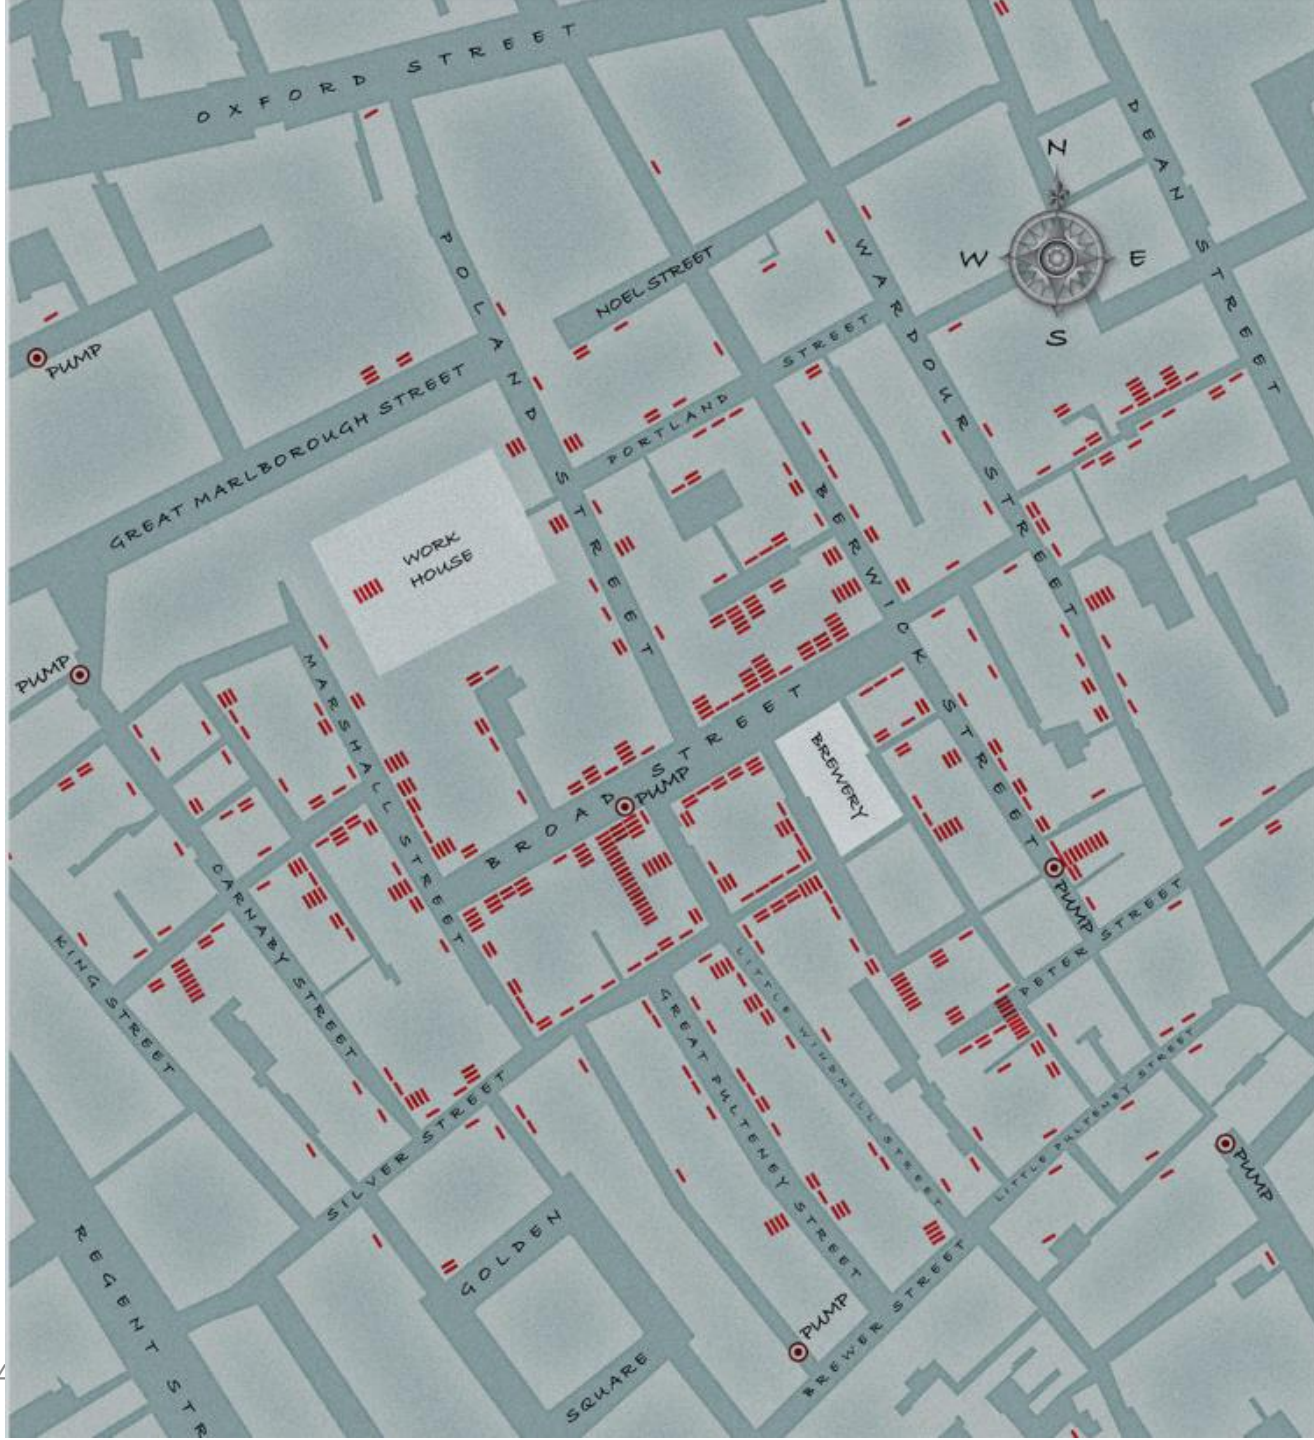 OXFORD STREET
DEAN STREET
N
W
E
S
POLAND STREET
NOEL STREET
WARDOUR STREET
PUMP
STREET
PORTLAND
GREAT MARLBOROUGH STREET
BERWICK STREET
WORK
HOUSE
PUMP
MARSHALL STREET
BREWERY
BROAD STREET
PUMP
CARNABY STREET
PUMP
PETER STREET
KING STREET
LITTLE WINDMILL STREET
GREAT PULTENEY STREET
LITTLE PULTENEY STREET
SILVER STREET
PUMP
REGENT STR
GOLDEN
PUMP
BREWER STREET
SQUARE